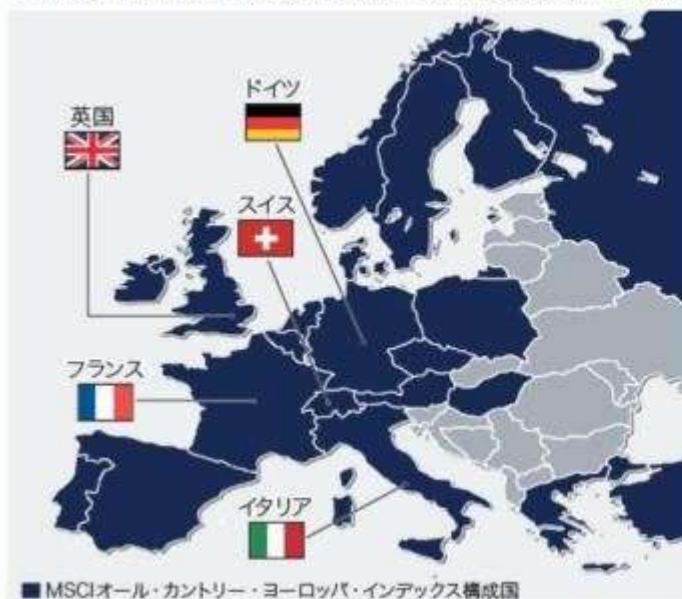 ドイツ
英国
スイス
フランス
イタリア
■ MSCIオール・カントリー・ヨーロッパ・インデックス構成国